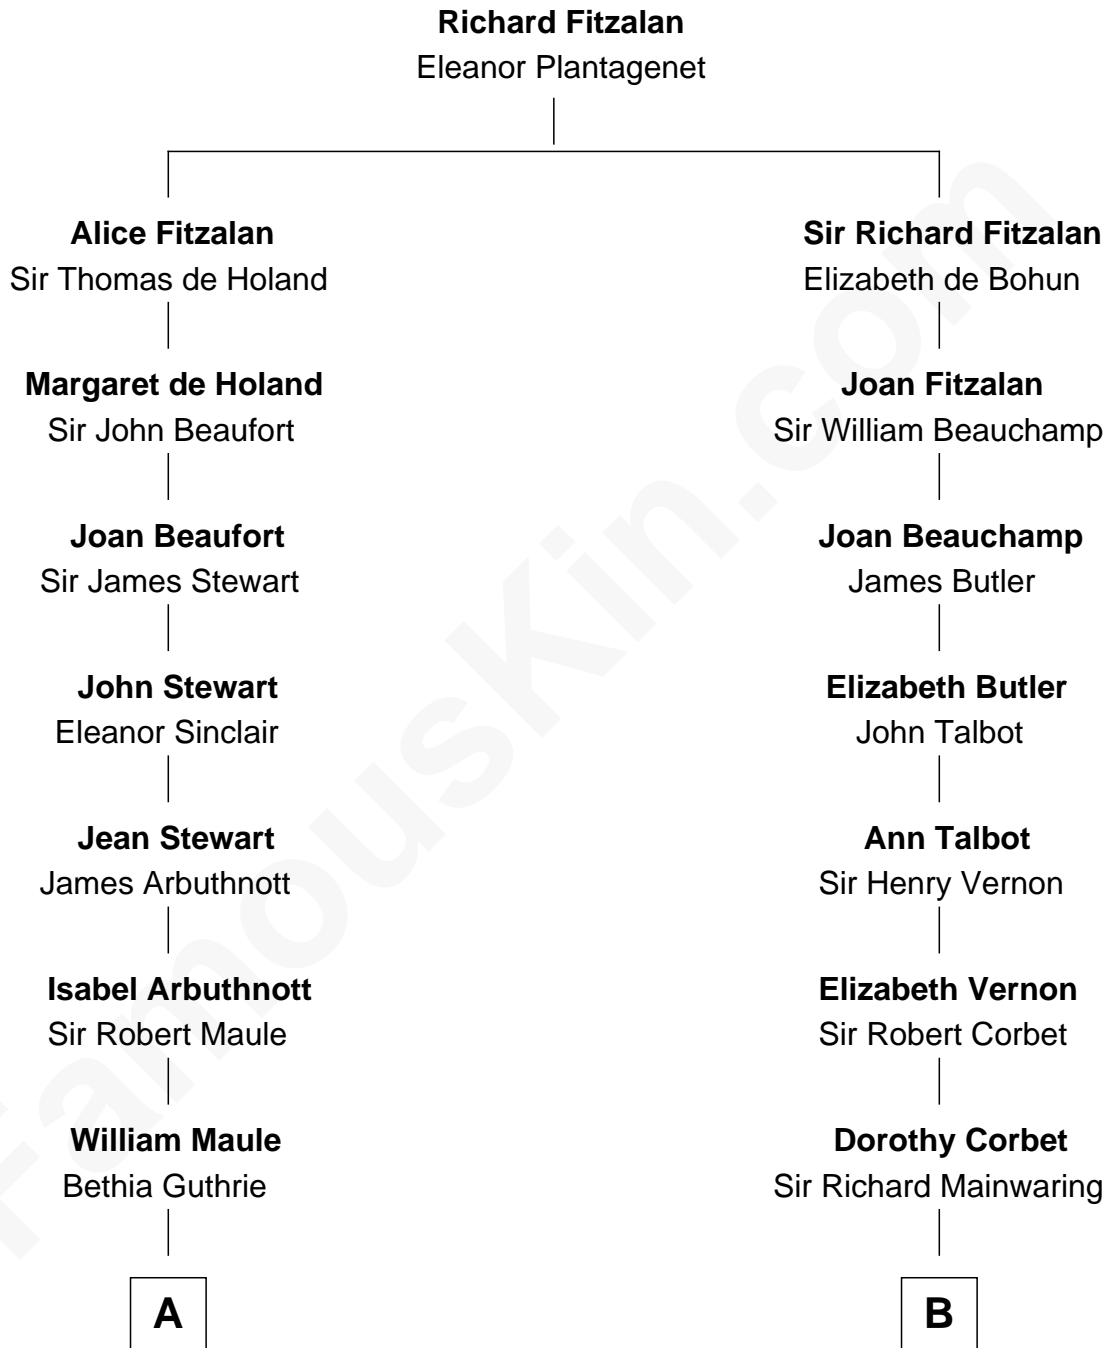 Richard Fitzalan
Eleanor Plantagenet
Alice Fitzalan
Sir Thomas de Holand
Sir Richard Fitzalan
Elizabeth de Bohun
Margaret de Holand
Sir John Beaufort
Joan Fitzalan
Sir William Beauchamp
Joan Beaufort
Sir James Stewart
Joan Beauchamp
James Butler
John Stewart
Eleanor Sinclair
Elizabeth Butler
John Talbot
Jean Stewart
James Arbuthnott
Ann Talbot
Sir Henry Vernon
Isabel Arbuthnott
Sir Robert Maule
Elizabeth Vernon
Sir Robert Corbet
William Maule
Bethia Guthrie
Dorothy Corbet
Sir Richard Mainwaring
A
B
FamousKin.com